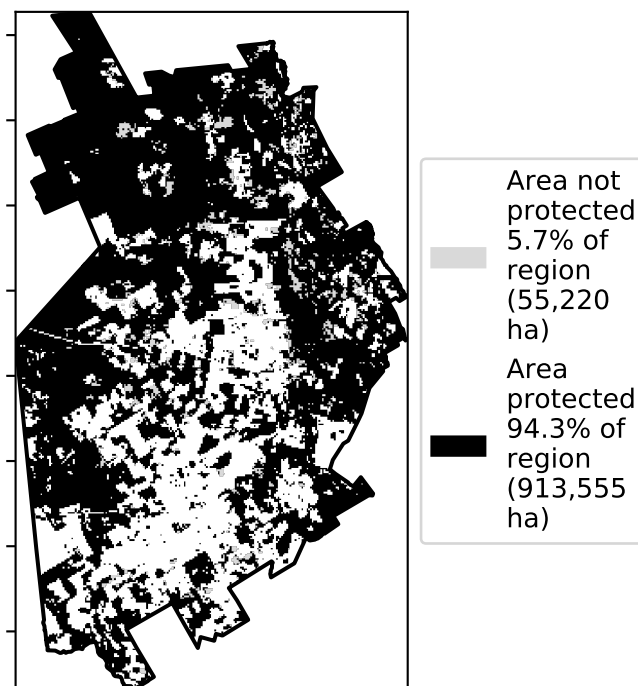 Area not
protected
5.7% of
region
(55,220
ha)
Area
protected
94.3% of
region
(913,555
ha)